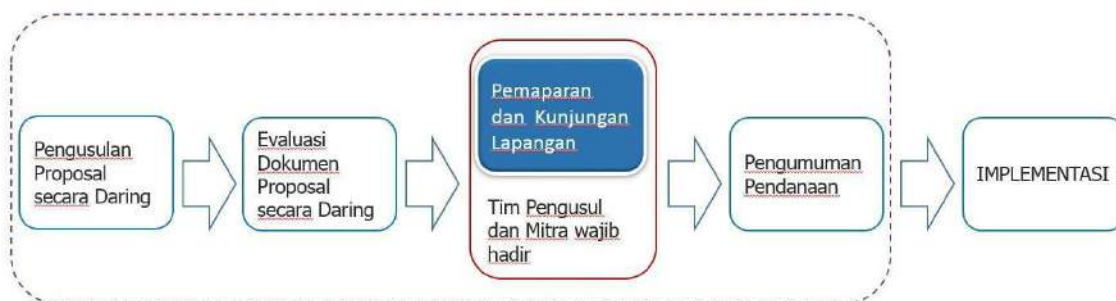 Pengusulan
Proposal
secara Daring
Evaluasi
Dokumen
Proposal
secara Daring
Pemaparan
dan Kunjungan
Lapangan
Tim Pengusul
dan Mitra wajib
hadir
Pengumuman
Pendanaan
IMPLEMENTASI